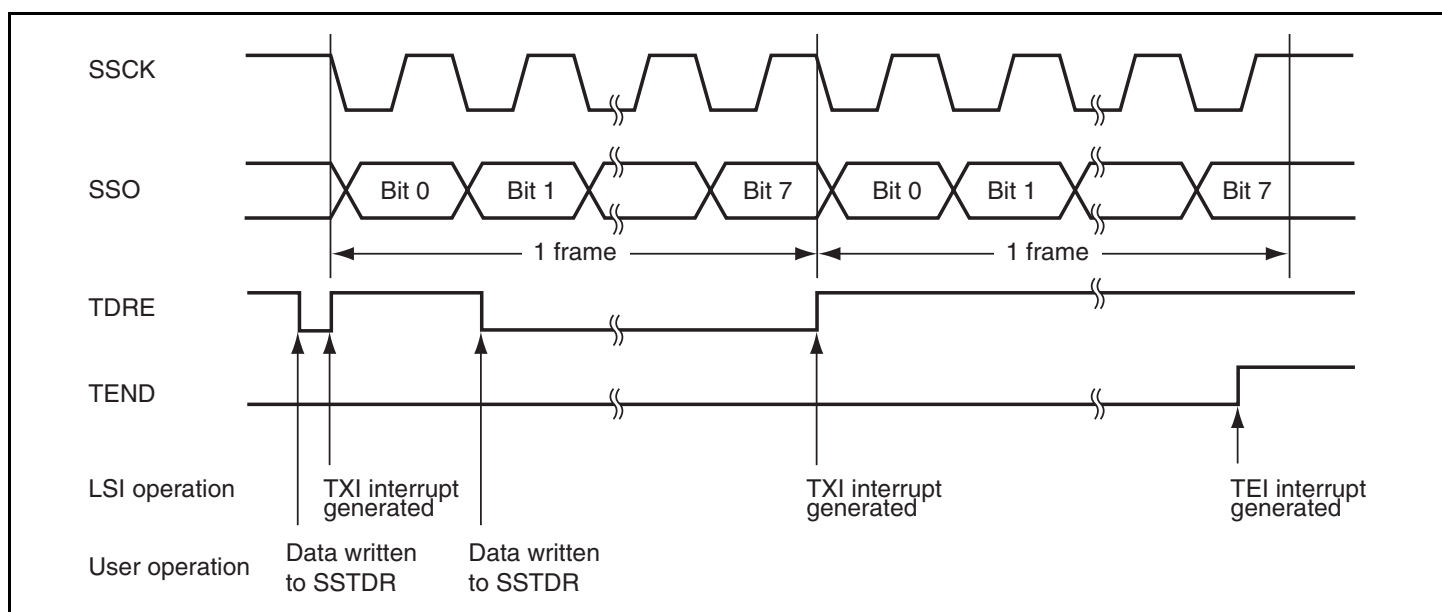 SSCK
SSO
Bit 0
Bit 1
Bit 7
Bit 0
Bit 1
Bit 7
1 frame
1 frame
TDRE
TEND
LSI operation
TXI interrupt
generated
TXI interrupt
generated
TEI interrupt
generated
User operation
Data written
to SSTDR
Data written
to SSTDR